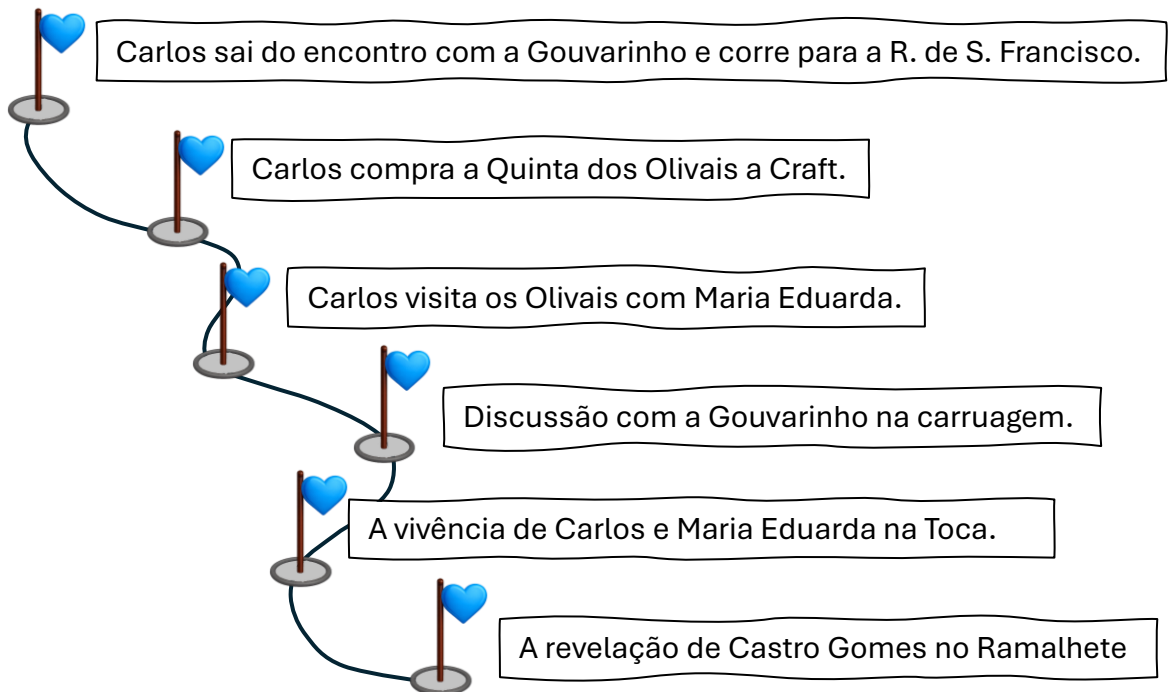 Carlos sai do encontro com a Gouvarinho e corre para a R. de S. Francisco.
Carlos compra a Quinta dos Olivais a Craft.
Carlos visita os Olivais com Maria Eduarda.
Discussão com a Gouvarinho na carruagem.
A vivência de Carlos e Maria Eduarda na Toca.
A revelação de Castro Gomes no Ramalhete